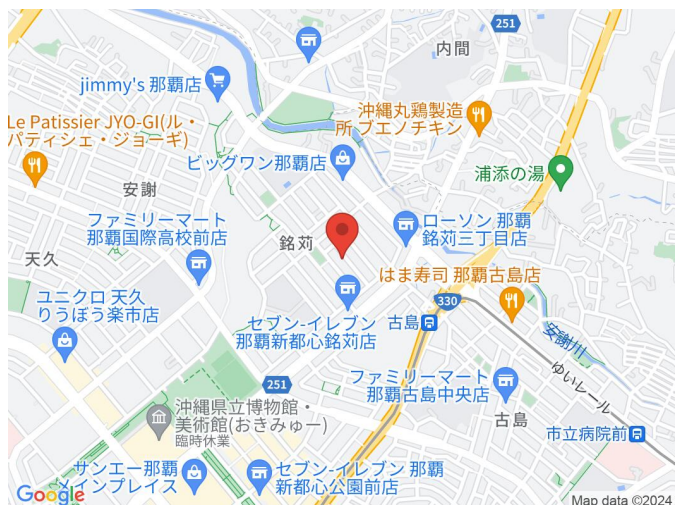 251
内間
jimmy's 那覇店
沖縄丸鶏製造
所 ブエノチキン
Le Patissier JYO-GI(ル・
パティシェ・ジョーギ)
ビッグワン那覇店
浦添の湯
安謝
ファミリーマート
那覇国際高校前店
銘苅
ローソン 那覇
銘苅三丁目店
天久
はま寿司 那覇古島店
ユニクロ 天久
りうぼう楽市店
330
セブン-イレブン
那覇新都心銘苅店
古島
安謝川
ゆいレール
251
ファミリーマート
那覇古島中央店
沖縄県立博物館・
美術館(おきみゅー)
臨時休業
古島
市立病院前
サンエー那覇
メインプレイス
セブン-イレブン 那覇
新都心公園前店
Google
Map data ©2024